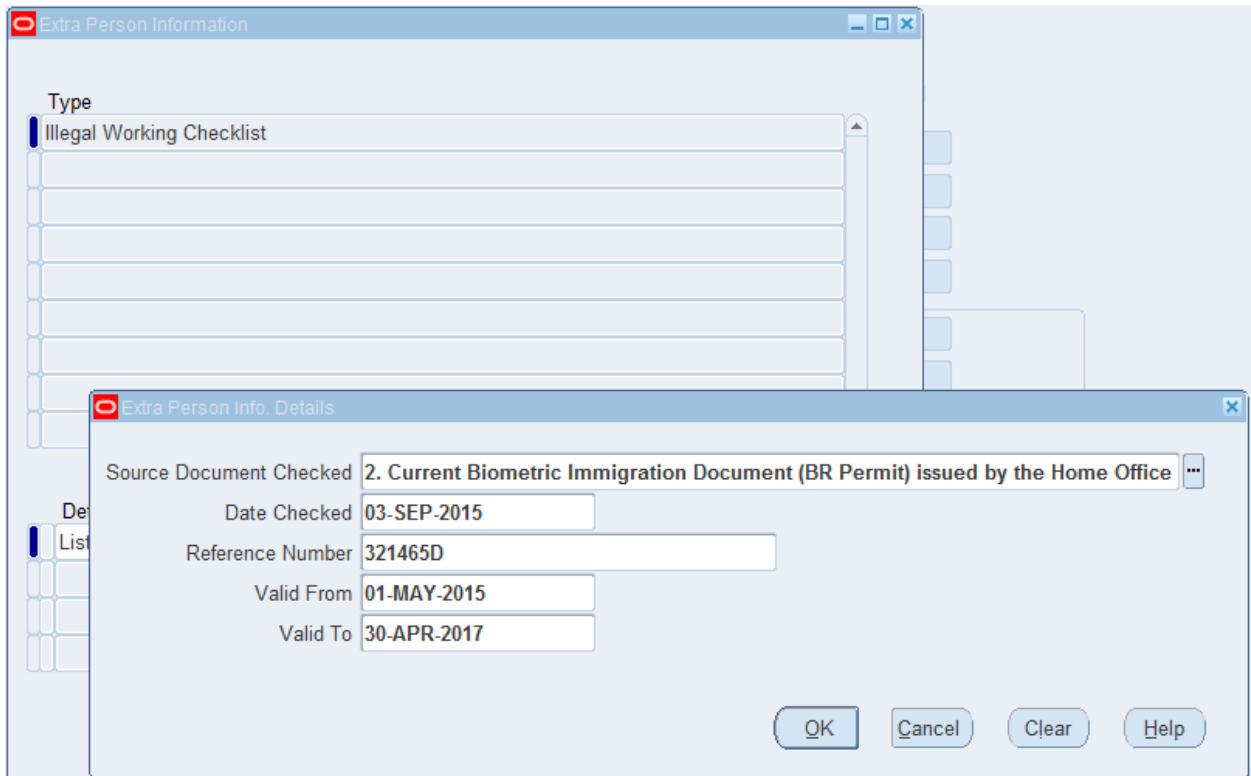 Extra Person Information
Type
Illegal Working Checklist
Extra Person Info. Details
Source Document Checked 2. Current Biometric Immigration Document (BR Permit) issued by the Home Office
Det
Date Checked 03-SEP-2015
List
Reference Number 321465D
Valid From 01-MAY-2015
Valid To 30-APR-2017
OK Cancel Clear Help